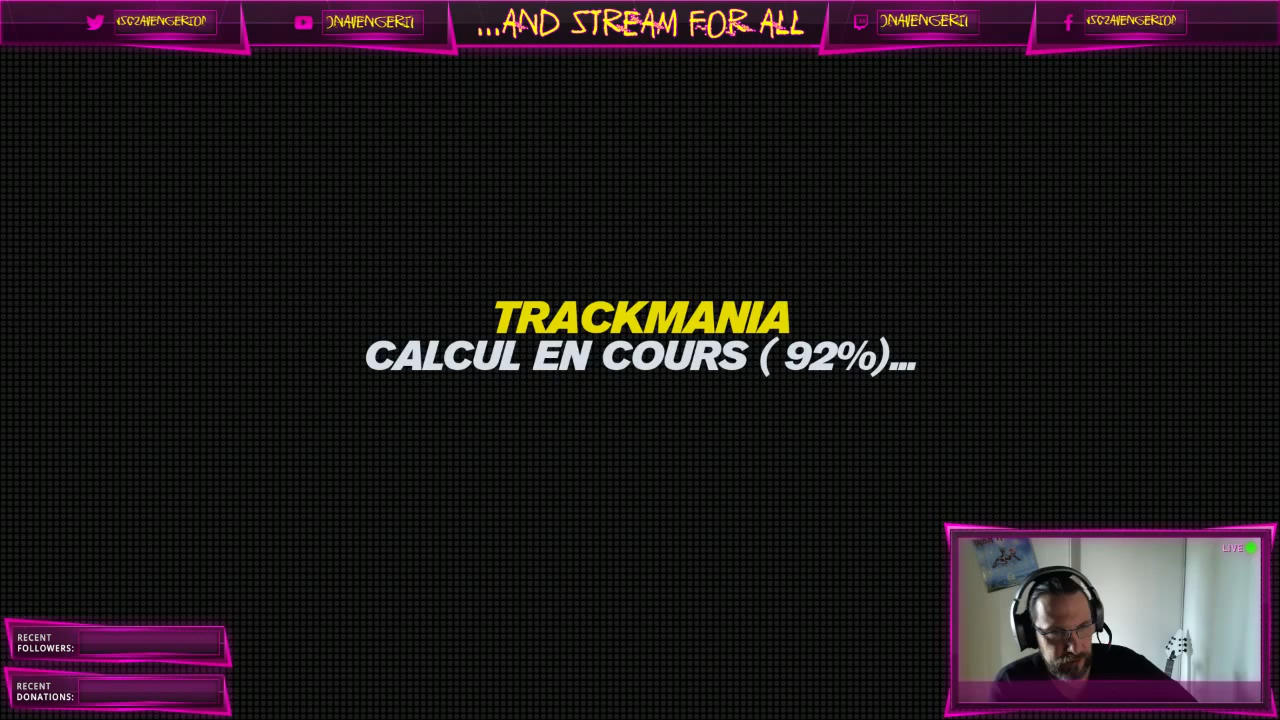 ...AND STREAM FOR ALL
TRACKMANIA
CALCUL EN COURS ( 92%)...
LIVE
RECENT
FOLLOWERS:
RECENT
DONATIONS: